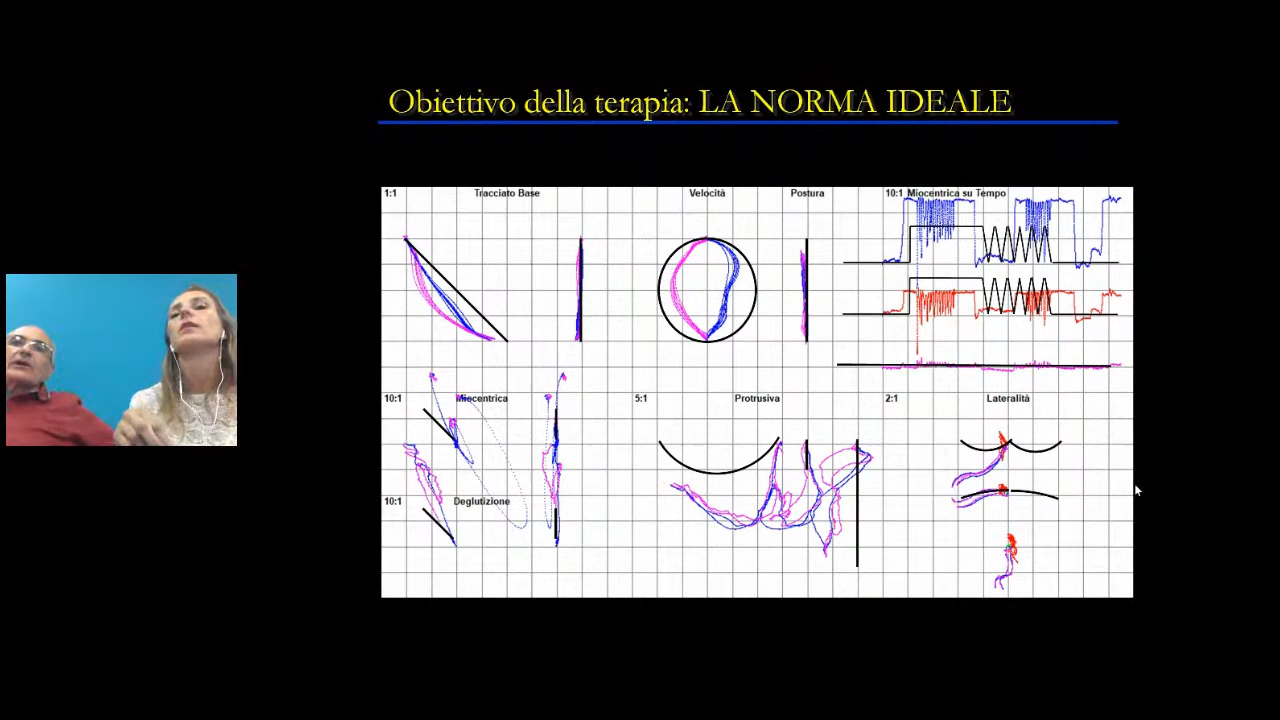 Obiettivo della terapia: LA NORMA IDEALE
1:1 Tracciato Base Velocità Postura 10:1 Miocentrica su Tempo
10:1 Miocentrica 5:1 Protrusiva 2:1 Lateralità
10:1 Deglutizione